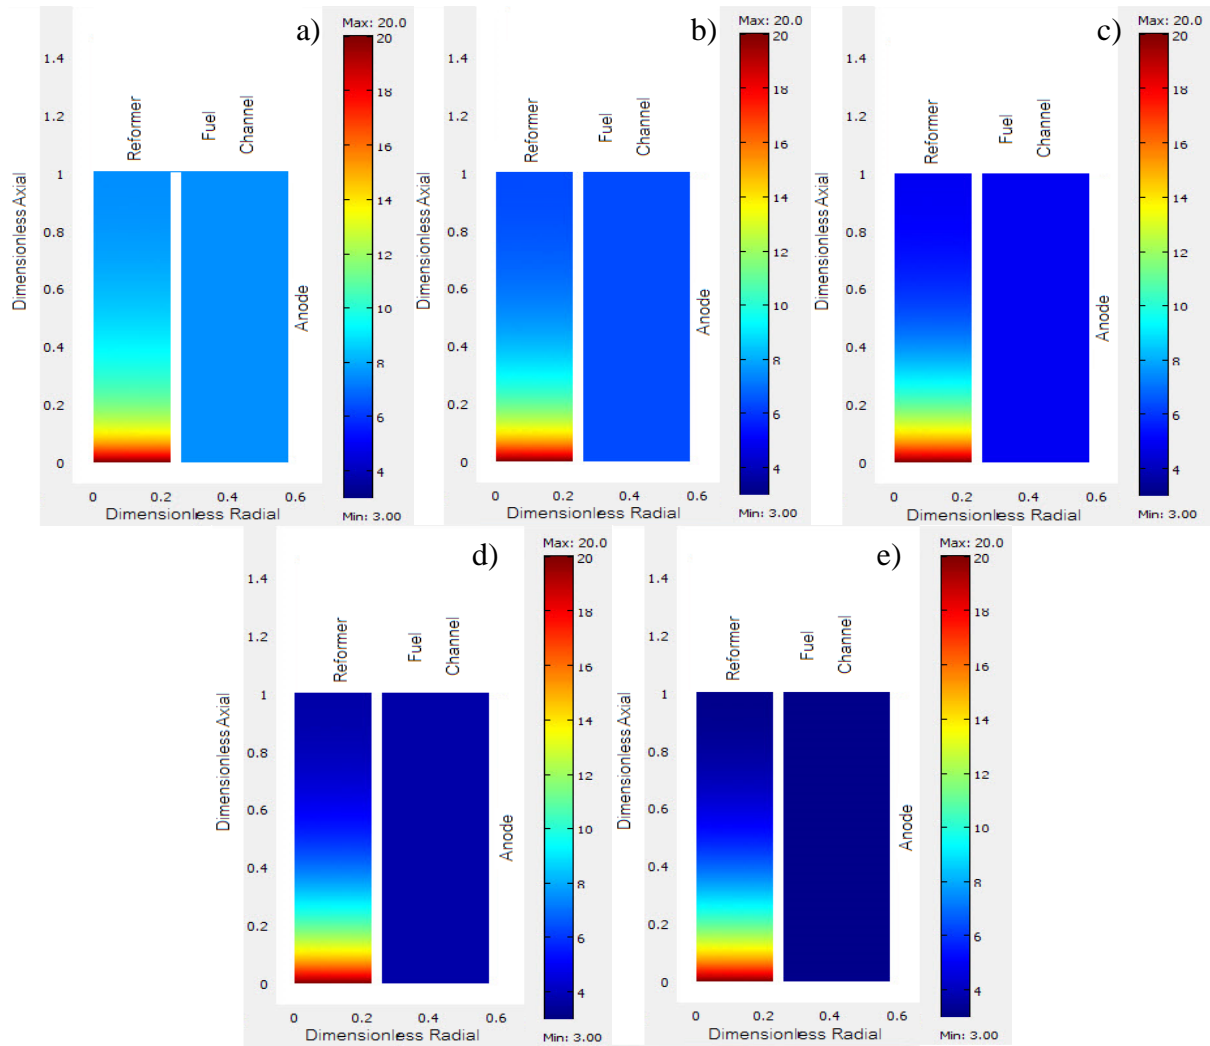 a)
Max: 20.0
20
18
16
14
12
10
8
6
4
Min: 3.00
Reformer
Fuel
Channel
Anode
Dimensionless Axial
1.4
1.2
1
0.8
0.6
0.4
0.2
0
0 0.2 0.4 0.6
Dimensionless Radial
b)
Max: 20.0
20
18
16
14
12
10
8
6
4
Min: 3.00
Reformer
Fuel
Channel
Anode
Dimensionless Axial
1.4
1.2
1
0.8
0.6
0.4
0.2
0
0 0.2 0.4 0.6
Dimensionless Radial
c)
Max: 20.0
20
18
16
14
12
10
8
6
4
Min: 3.00
Reformer
Fuel
Channel
Anode
Dimensionless Axial
1.4
1.2
1
0.8
0.6
0.4
0.2
0
0 0.2 0.4 0.6
Dimensionless Radial
d)
Max: 20.0
20
18
16
14
12
10
8
6
4
Min: 3.00
Reformer
Fuel
Channel
Anode
Dimensionless Axial
1.4
1.2
1
0.8
0.6
0.4
0.2
0
0 0.2 0.4 0.6
Dimensionless Radial
e)
Max: 20.0
20
18
16
14
12
10
8
6
4
Min: 3.00
Reformer
Fuel
Channel
Anode
Dimensionless Axial
1.4
1.2
1
0.8
0.6
0.4
0.2
0
0 0.2 0.4 0.6
Dimensionless Radial